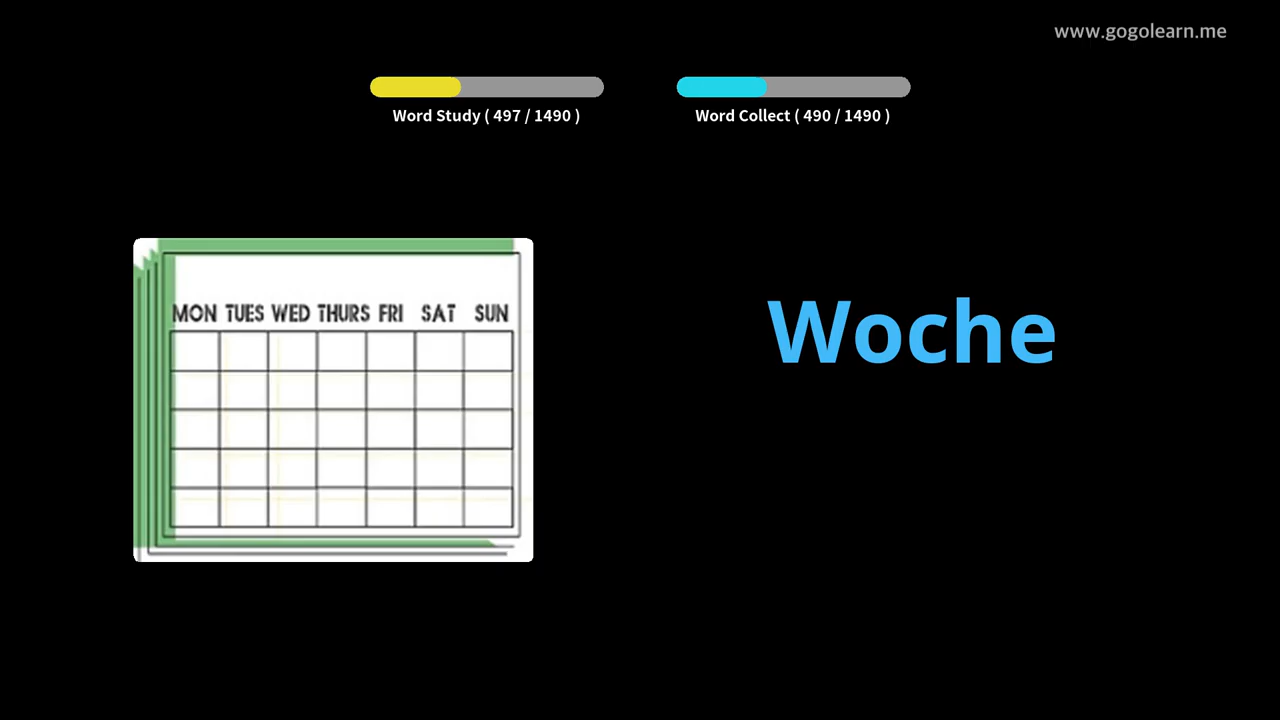 www.gogolearn.me
Word Study ( 497 / 1490 )
Word Collect ( 490 / 1490 )
MON TUES WED THURS FRI SAT SUN
Woche